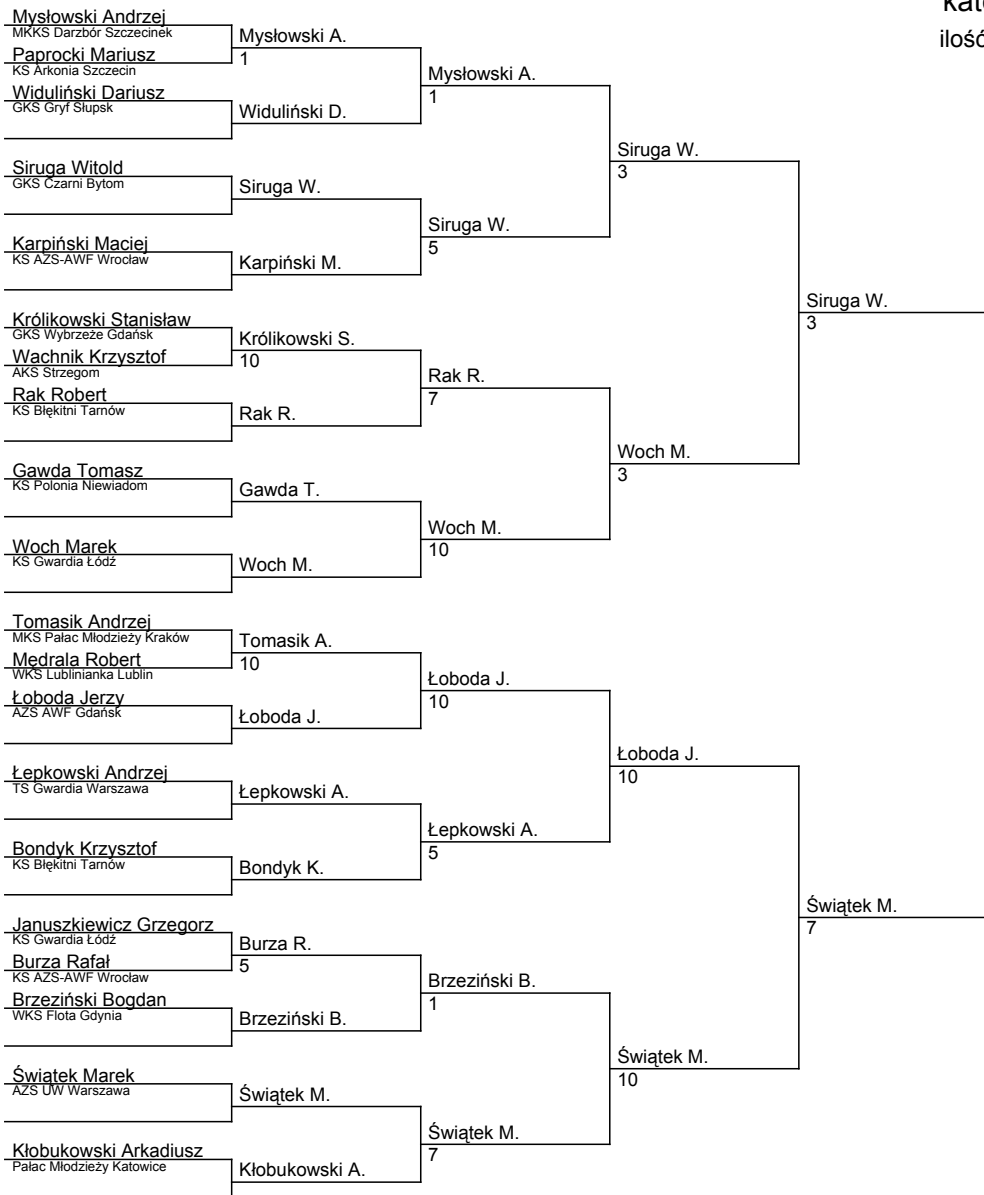 Mysłowski Andrzej
MKKS Darzbór Szczecinek
Paprocki Mariusz
KS Arkonia Szczecin
Widuliński Dariusz
GKS Gryf Słupsk
Siruga Witold
GKS Czarni Bytom
Karpiński Maciej
KS AZS-AWF Wrocław
Królikowski Stanisław
GKS Wybrzeże Gdańsk
Wachnik Krzysztof
AKS Strzegom
Rak Robert
KS Błękitni Tarnów
Gawda Tomasz
KS Polonia Niewiadom
Woch Marek
KS Gwardia Łódź
Tomasik Andrzej
MKS Pałac Młodzieży Kraków
Mędrala Robert
WKS Lublinianka Lublin
Łoboda Jerzy
AZS AWF Gdańsk
Łepkowski Andrzej
TS Gwardia Warszawa
Bondyk Krzysztof
KS Błękitni Tarnów
Januszkiewicz Grzegorz
KS Gwardia Łódź
Burza Rafał
KS AZS-AWF Wrocław
Brzeziński Bogdan
WKS Flota Gdynia
Świątek Marek
AZS UW Warszawa
Kłobukowski Arkadiusz
Pałac Młodzieży Katowice
Mysłowski A.
1
Widuliński D.
Siruga W.
Karpiński M.
Królikowski S.
10
Rak R.
Gawda T.
Woch M.
Tomasik A.
10
Łoboda J.
Łepkowski A.
Bondyk K.
Burza R.
5
Brzeziński B.
Świątek M.
Kłobukowski A.
Mysłowski A.
1
Siruga W.
5
Rak R.
7
Woch M.
10
Łoboda J.
10
Łepkowski A.
5
Brzeziński B.
1
Świątek M.
7
Siruga W.
3
Woch M.
3
Łoboda J.
10
Świątek M.
10
Siruga W.
3
Świątek M.
7
ilość